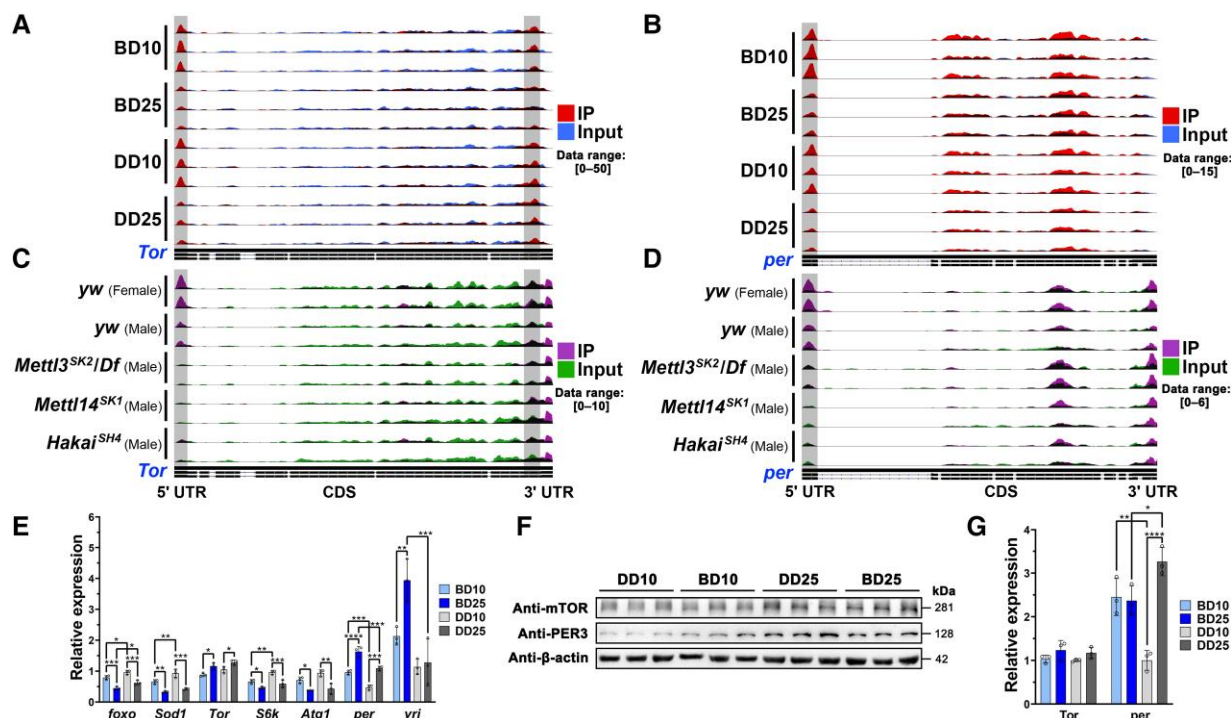 A
BD10
BD25
DD10
DD25
Tor
IP
Input
Data range:
[0–50]
B
BD10
BD25
DD10
DD25
per
IP
Input
Data range:
[0–15]
C
yw (Female)
yw (Male)
Mettl3SK2/Df (Male)
Mettl14SK1 (Male)
HakaiSH4 (Male)
Tor
5' UTR CDS 3' UTR
IP
Input
Data range:
[0–10]
D
yw (Female)
yw (Male)
Mettl3SK2/Df (Male)
Mettl14SK1 (Male)
HakaiSH4 (Male)
per
5' UTR CDS 3' UTR
IP
Input
Data range:
[0–6]
E
Relative expression
6
5
4
3
2
1
0
* * *** ***
** ** ***
* *
* ** ***
* **
*** **** *** ***
** ***
foxo Sod1 Tor S6k Atg1 per vri
BD10
BD25
DD10
DD25
F
DD10 BD10 DD25 BD25 kDa
Anti-mTOR 281
Anti-PER3 128
Anti-β-actin 42
G
Relative expression
4
3
2
1
0
** * ****
Tor per
BD10
BD25
DD10
DD25